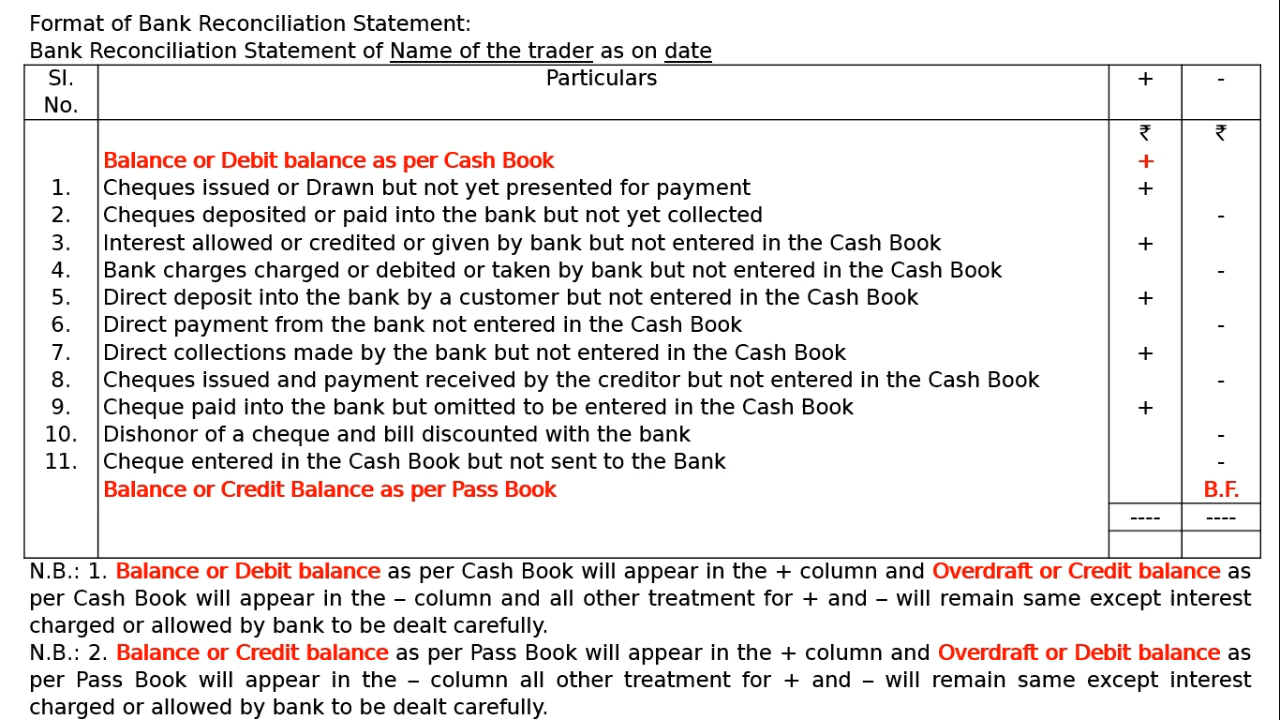 Format of Bank Reconciliation Statement:
Bank Reconciliation Statement of Name of the trader as on date
SI. No. Particulars + -
₹ ₹
Balance or Debit balance as per Cash Book +
1. Cheques issued or Drawn but not yet presented for payment +
2. Cheques deposited or paid into the bank but not yet collected -
3. Interest allowed or credited or given by bank but not entered in the Cash Book +
4. Bank charges charged or debited or taken by bank but not entered in the Cash Book -
5. Direct deposit into the bank by a customer but not entered in the Cash Book +
6. Direct payment from the bank not entered in the Cash Book -
7. Direct collections made by the bank but not entered in the Cash Book +
8. Cheques issued and payment received by the creditor but not entered in the Cash Book -
9. Cheque paid into the bank but omitted to be entered in the Cash Book +
10. Dishonor of a cheque and bill discounted with the bank -
11. Cheque entered in the Cash Book but not sent to the Bank -
Balance or Credit Balance as per Pass Book B.F.
---- ----
N.B.: 1. Balance or Debit balance as per Cash Book will appear in the + column and Overdraft or Credit balance as
per Cash Book will appear in the – column and all other treatment for + and – will remain same except interest
charged or allowed by bank to be dealt carefully.
N.B.: 2. Balance or Credit balance as per Pass Book will appear in the + column and Overdraft or Debit balance as
per Pass Book will appear in the – column all other treatment for + and – will remain same except interest
charged or allowed by bank to be dealt carefully.